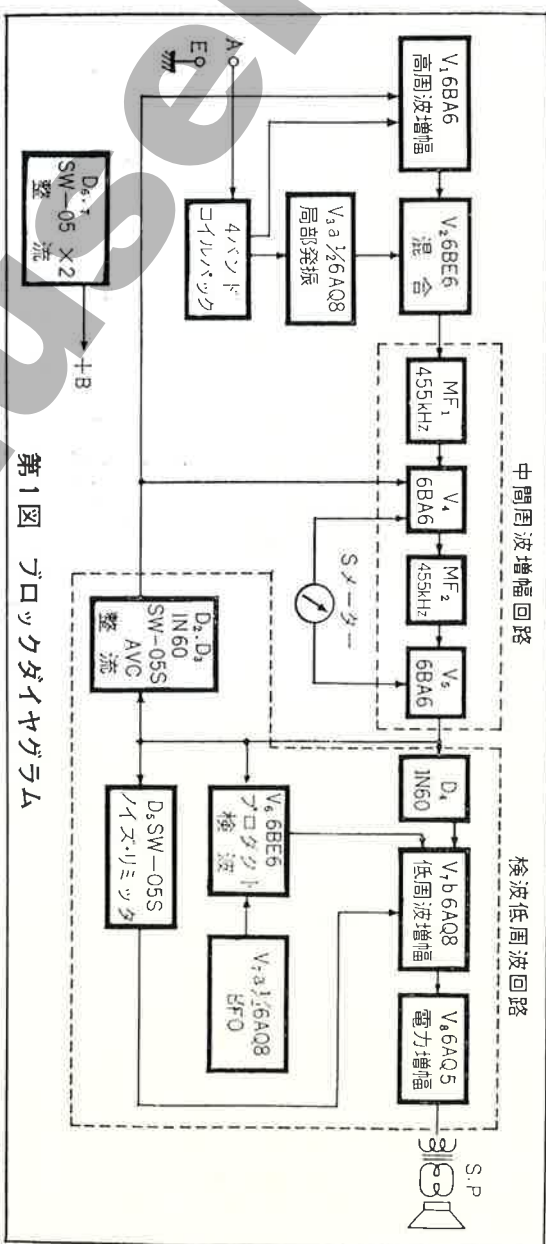 中間周波増幅回路
検波低周波回路
V₁ 6BA6
高周波増幅
V₂ 6BE6
混合
MF₁
455kHz
V₄
6BA6
MF₂
455kHz
V₅
6BA6
D₄
IN60
V₇b 6AQ8
低周波増幅
V₈ 6AQ5
電力増幅
S.P
V₃a ½6AQ8
局部発振
Sメーター
A
E
4バンド
コイルパック
V₆ 6BE6
プロダクト
検波
V₇a ½6AQ8
BFO
D₂.D₃
IN60
SW-05S
AVC
整流
D₅ SW-05S
ノイズ・リミッタ
D₆,₇
SW-05×2
整流
+B
第1図 ブロックダイヤグラム